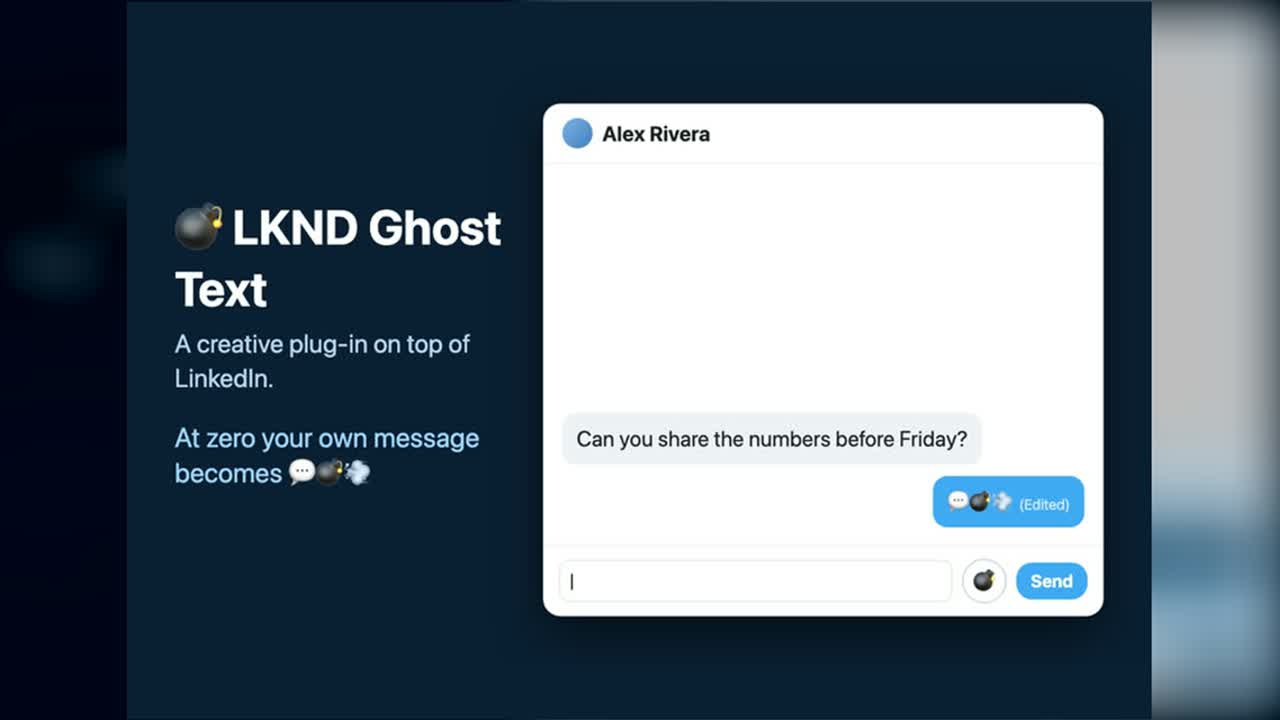 💣 LKND Ghost
Text
A creative plug-in on top of
LinkedIn.
At zero your own message
becomes 💬💣💨
Alex Rivera
Can you share the numbers before Friday?
💬💣💨 (Edited)
💣 Send